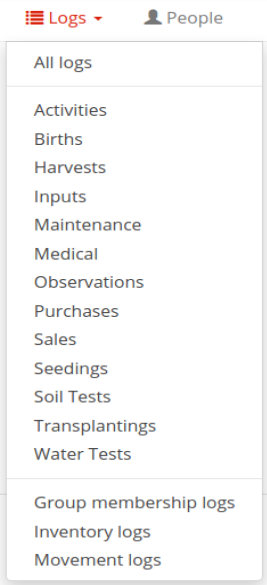 Logs People
All logs
Activities
Births
Harvests
Inputs
Maintenance
Medical
Observations
Purchases
Sales
Seedings
Soil Tests
Transplantings
Water Tests
Group membership logs
Inventory logs
Movement logs